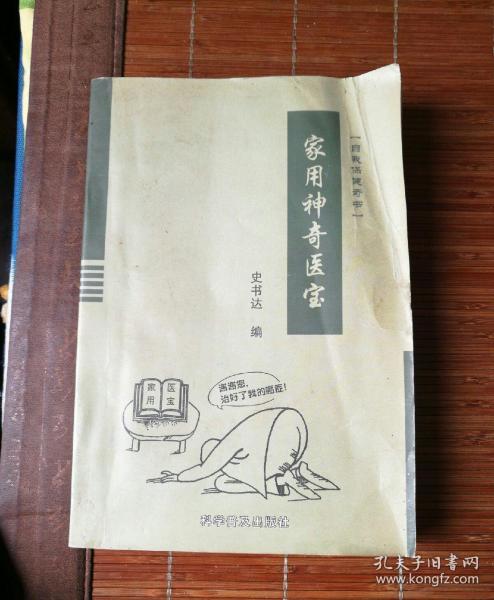 【自我保健奇书】
家用神奇医宝
史书达 编
家用
医宝
谢谢您,
治好了我的癌症!
科学普及出版社
孔夫子旧书网
www.kongfz.com